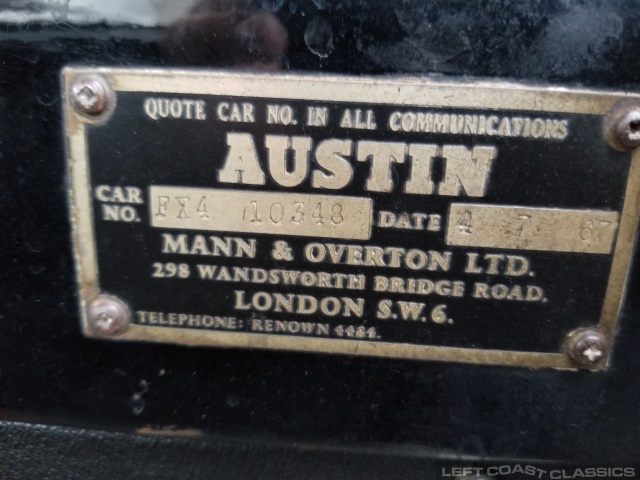 QUOTE CAR NO. IN ALL COMMUNICATIONS
AUSTIN
CAR NO. FX4 /10348 DATE 4 7 67
MANN & OVERTON LTD.
298 WANDSWORTH BRIDGE ROAD.
LONDON S.W.6.
TELEPHONE: RENOWN 4484.
LEFT COAST CLASSICS